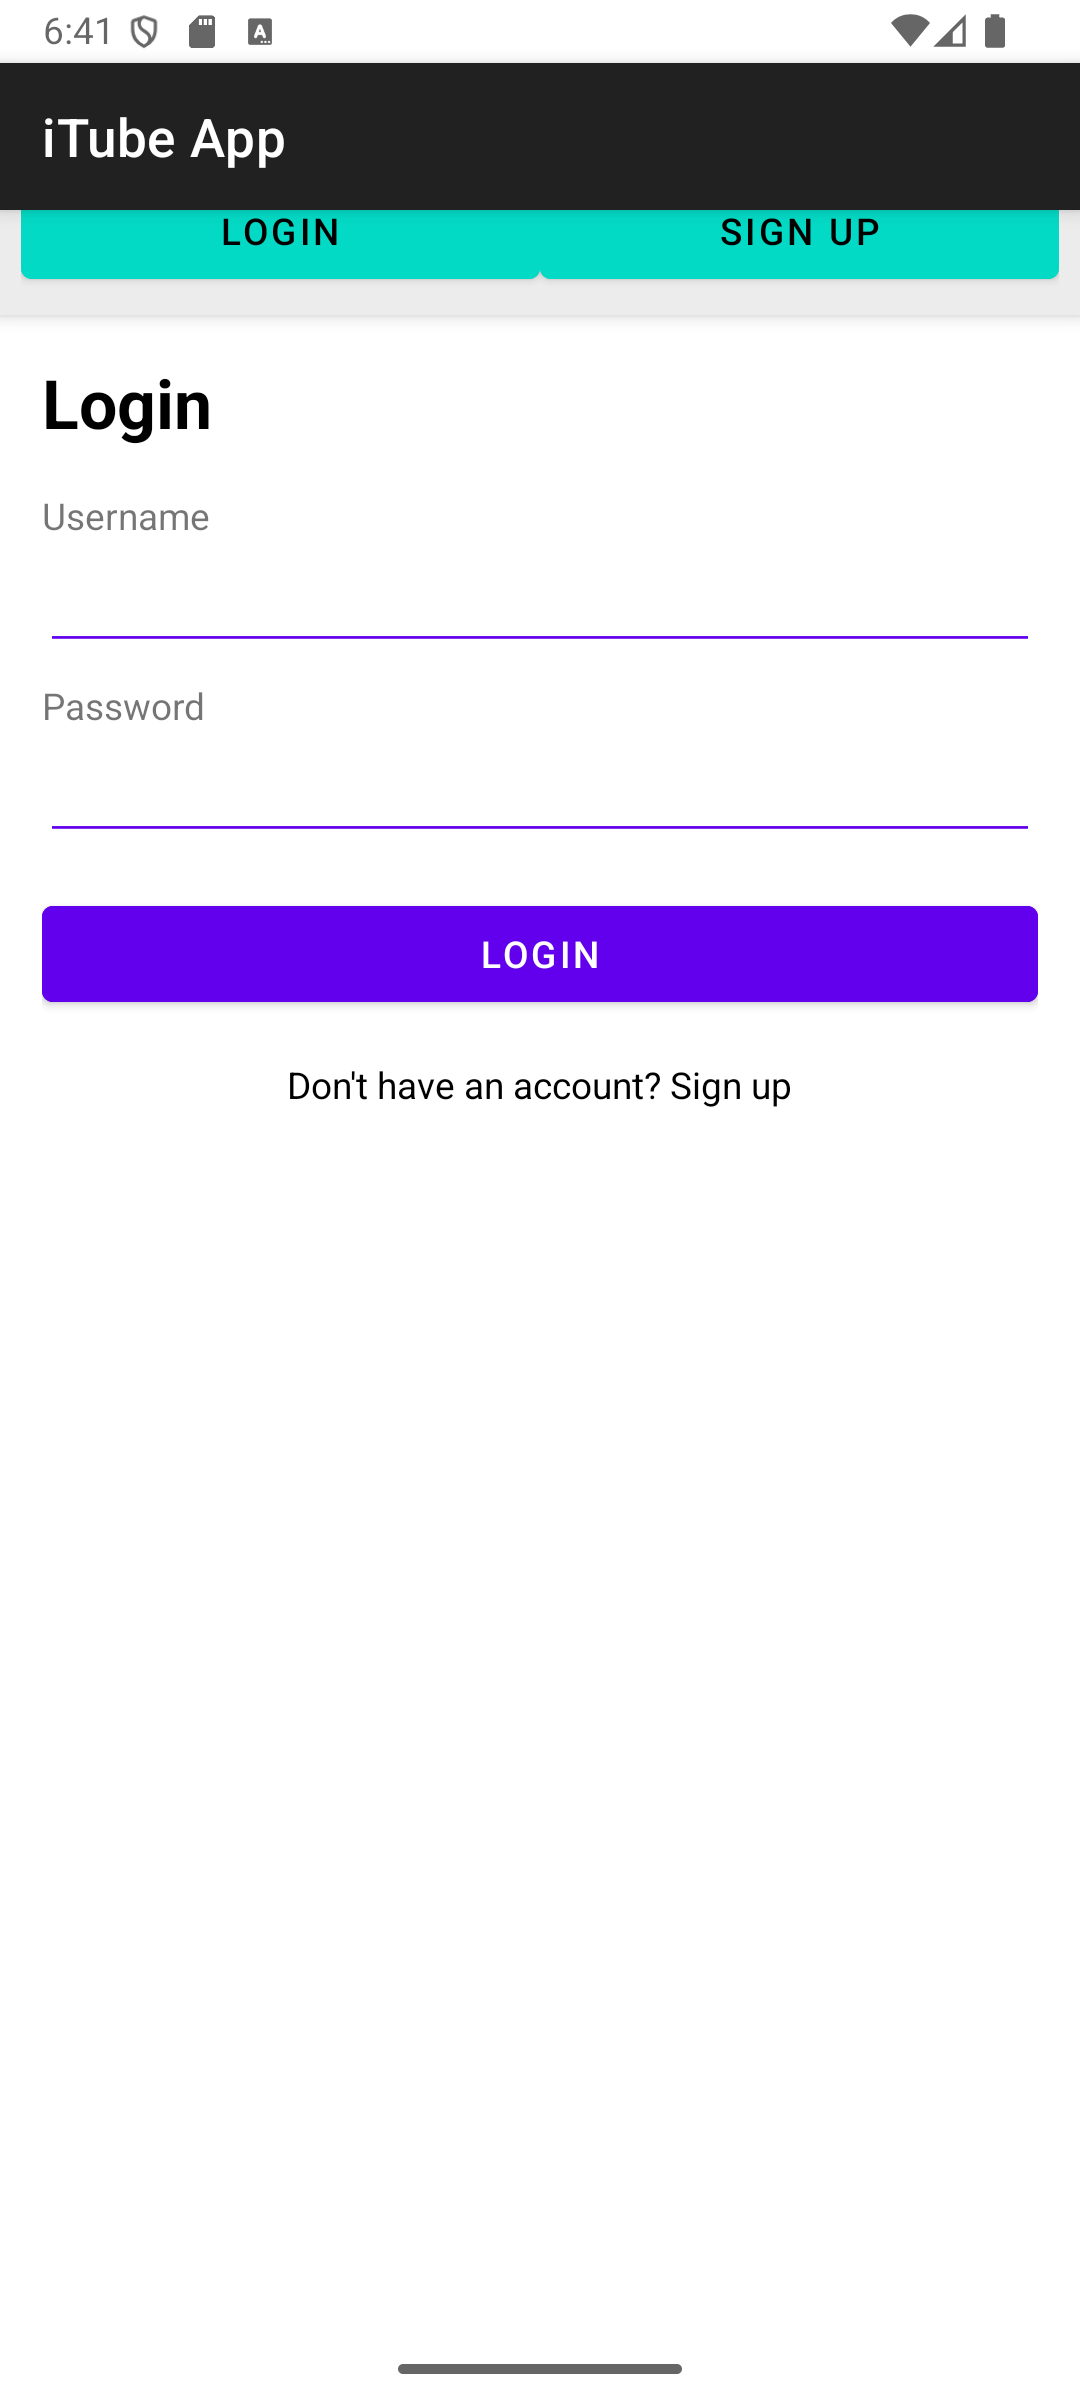 6:41
iTube App
LOGIN SIGN UP
Login
Username
Password
LOGIN
Don't have an account? Sign up